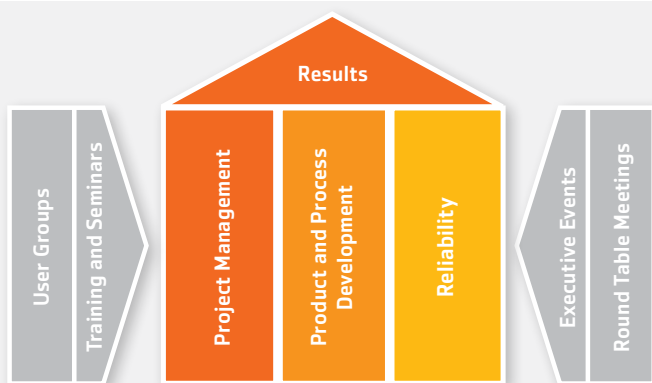 Results
User Groups
Training and Seminars
Project Management
Product and Process
Development
Reliability
Executive Events
Round Table Meetings